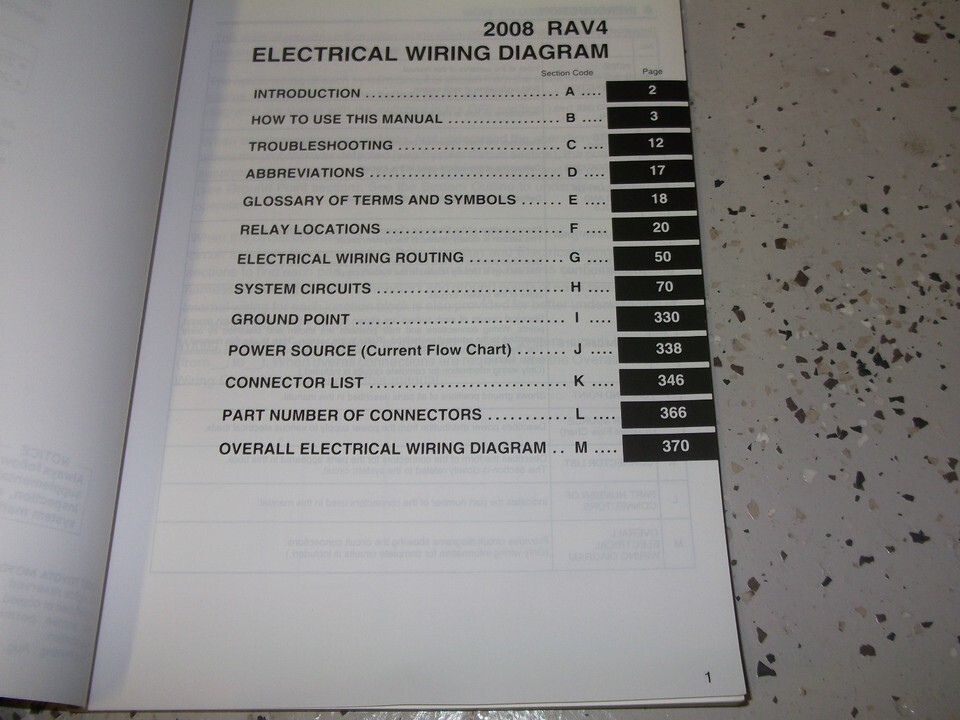 2008 RAV4
ELECTRICAL WIRING DIAGRAM
Section Code Page
INTRODUCTION .............................. A .... 2
HOW TO USE THIS MANUAL .................. B .... 3
TROUBLESHOOTING .......................... C .... 12
ABBREVIATIONS .............................. D .... 17
GLOSSARY OF TERMS AND SYMBOLS ...... E .... 18
RELAY LOCATIONS ............................ F .... 20
ELECTRICAL WIRING ROUTING .............. G .... 50
SYSTEM CIRCUITS ............................. H .... 70
GROUND POINT ................................ I .... 330
POWER SOURCE (Current Flow Chart) ....... J .... 338
CONNECTOR LIST ............................. K .... 346
PART NUMBER OF CONNECTORS ............ L .... 366
OVERALL ELECTRICAL WIRING DIAGRAM .. M .... 370
1